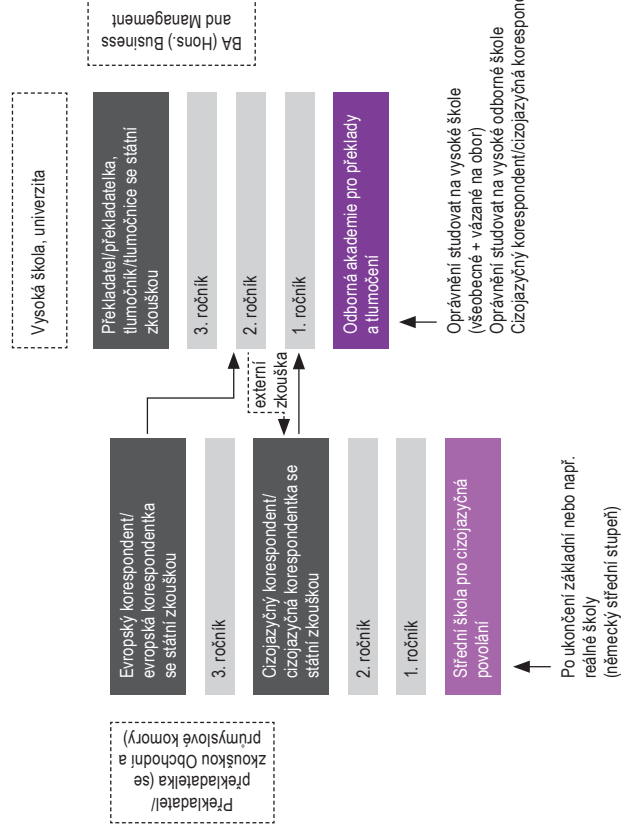 Vysoká škola, univerzita
BA (Hons.) Business
and Management
Překladatel/překladatelka,
tlumočník/tlumočnice se státní
zkouškou
3. ročník
2. ročník
1. ročník
Odborná akademie pro překlady
a tlumočení
Oprávnění studovat na vysoké škole
(všeobecné + vázané na obor)
Oprávnění studovat na vysoké odborné škole
Cizojazyčný korespondent/cizojazyčná
externí
zkouška
Překladatel/
překladatelka (se)
zkouškou Obchodní a
průmyslové komory)
Evropský korespondent/
evropská korespondentka
se státní zkouškou
3. ročník
Cizojazyčný korespondent/
cizojazyčná korespondentka se
státní zkouškou
2. ročník
1. ročník
Střední škola pro cizojazyčná
povolání
Po ukončení základní nebo např.
reálné školy
(německý střední stupeň)